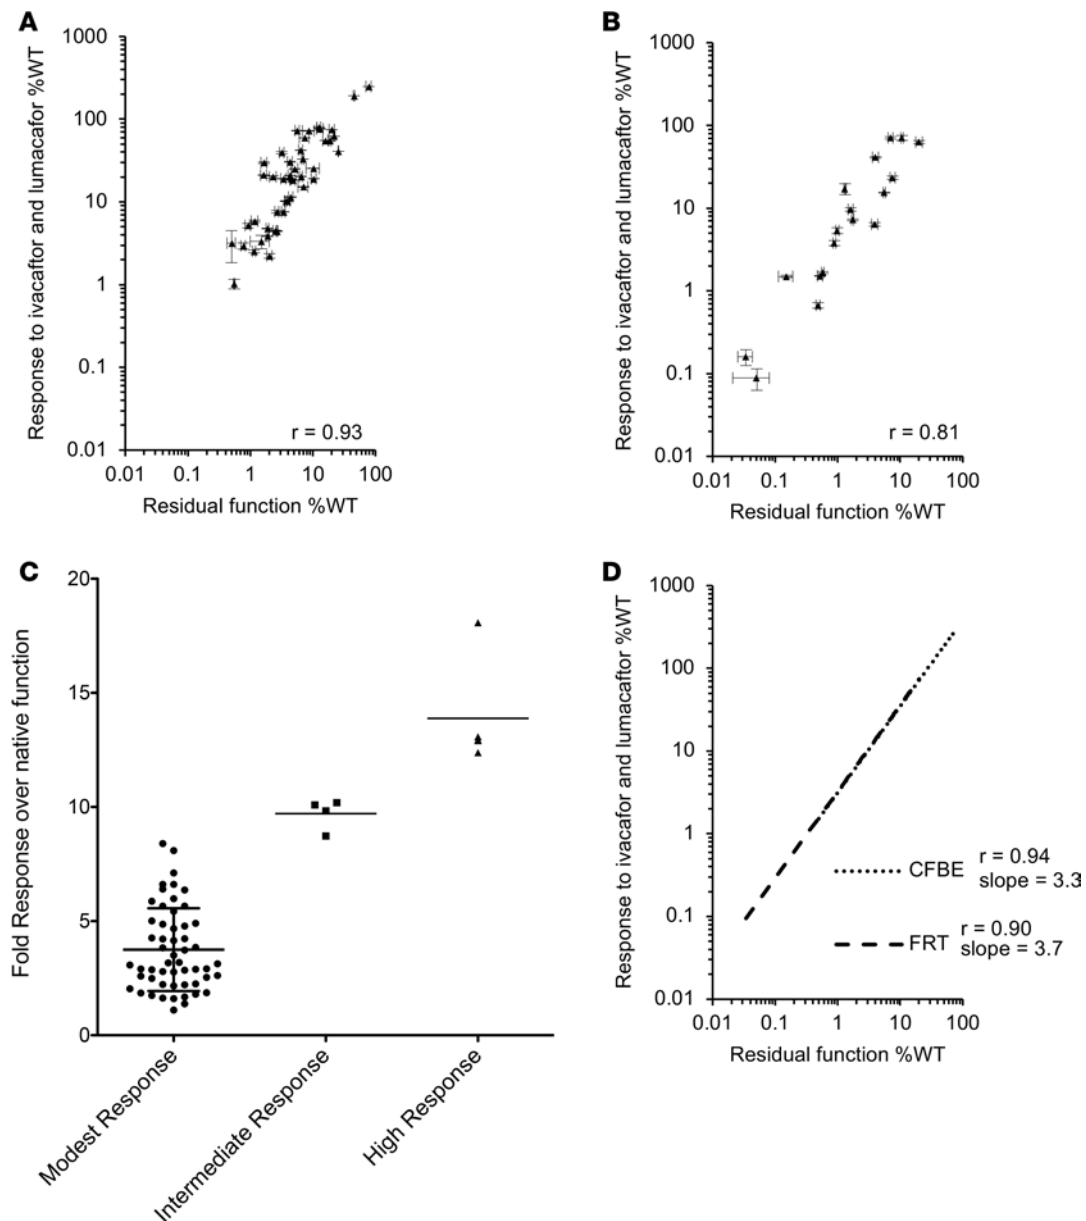 A
Response to ivacaftor and lumacafor %WT
1000
100
10
1
0.1
0.01
r = 0.93
0.01 0.1 1 10 100
Residual function %WT
B
Response to ivacaftor and lumacaftor %WT
1000
100
10
1
0.1
0.01
r = 0.81
0.01 0.1 1 10 100
Residual function %WT
C
Fold Response over native function
20
15
10
5
0
Modest Response
Intermediate Response
High Response
D
Response to ivacafor and lumacaftor %WT
1000
100
10
1
0.1
0.01
CFBE r = 0.94
slope = 3.3
FRT r = 0.90
slope = 3.7
0.01 0.1 1 10 100
Residual function %WT